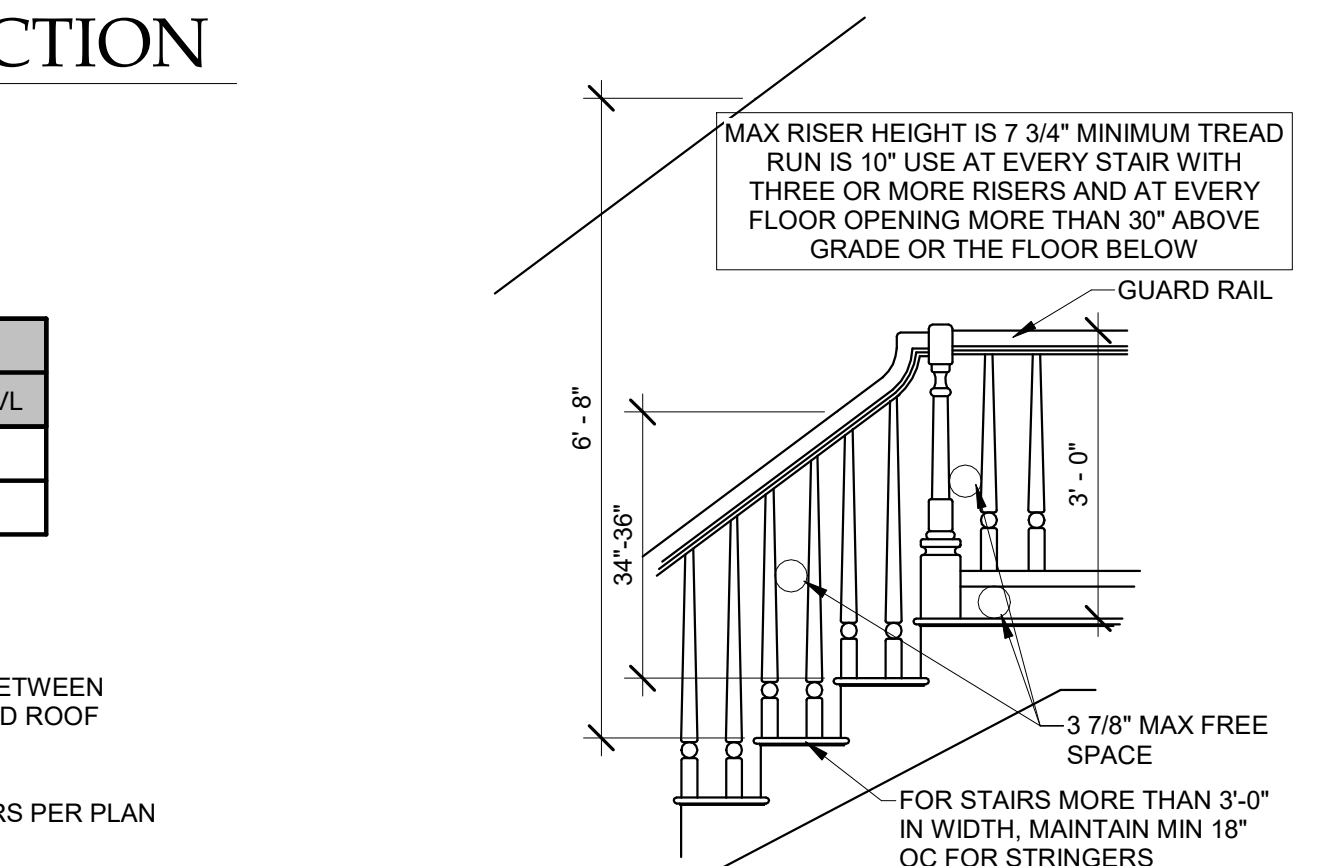 CTION
MAX RISER HEIGHT IS 7 3/4" MINIMUM TREAD
RUN IS 10" USE AT EVERY STAIR WITH
THREE OR MORE RISERS AND AT EVERY
FLOOR OPENING MORE THAN 30" ABOVE
GRADE OR THE FLOOR BELOW
GUARD RAIL
VL
6' - 8"
34"-36"
3' - 0"
ETWEEN
D ROOF
3 7/8" MAX FREE
SPACE
RS PER PLAN
FOR STAIRS MORE THAN 3'-0"
IN WIDTH, MAINTAIN MIN 18"
OC FOR STRINGERS